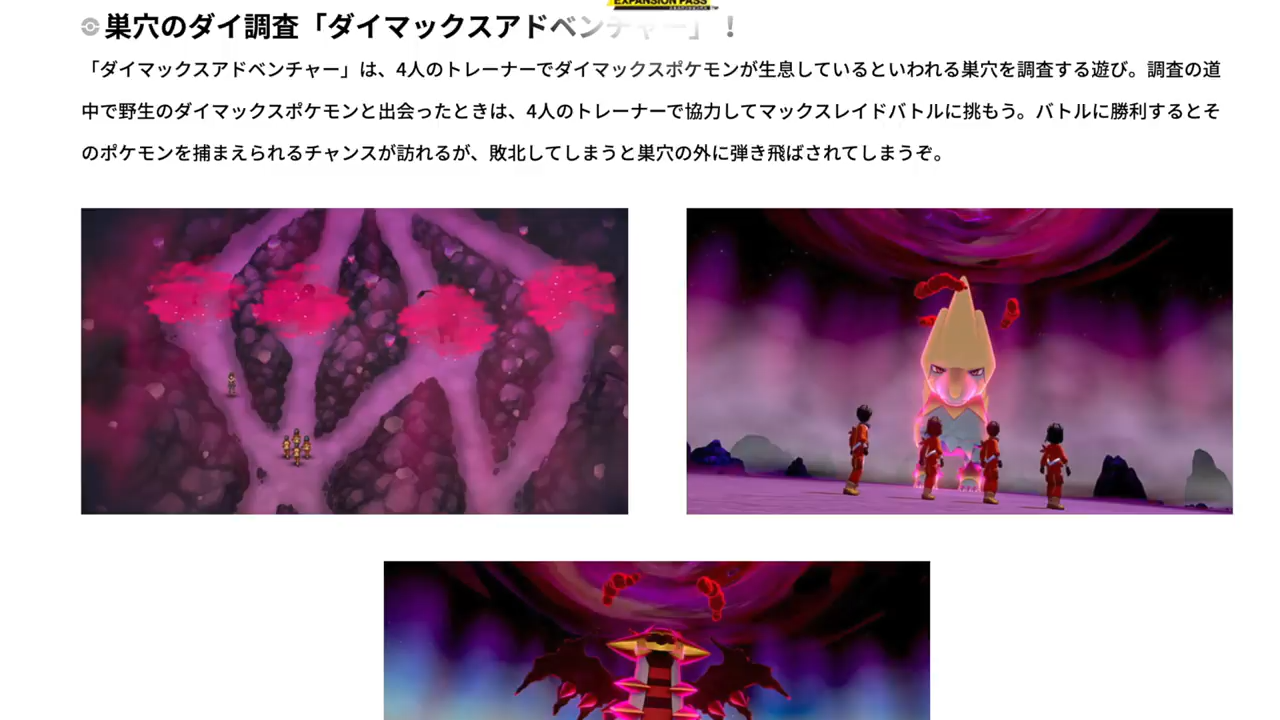 EXPANSION PASS
巣穴のダイ調査「ダイマックスアドベンチャー」！
「ダイマックスアドベンチャー」は、4人のトレーナーでダイマックスポケモンが生息しているといわれる巣穴を調査する遊び。調査の道
中で野生のダイマックスポケモンと出会ったときは、4人のトレーナーで協力してマックスレイドバトルに挑もう。バトルに勝利するとそ
のポケモンを捕まえられるチャンスが訪れるが、敗北してしまうと巣穴の外に弾き飛ばされてしまうぞ。